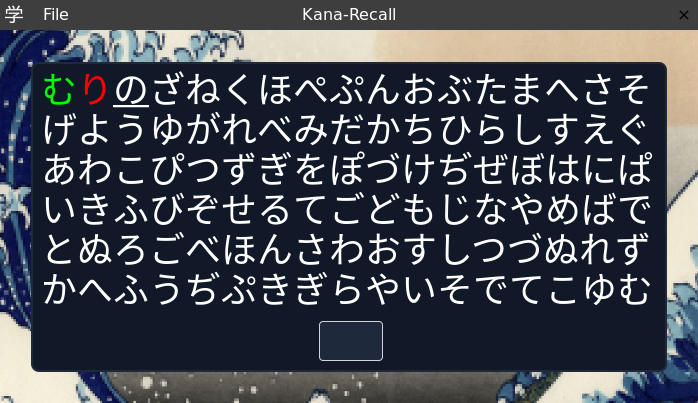 学 File Kana-Recall ×
むりのざねくほぺぷんおぶたまへさそ
げようゆがれべみだかちひらしすえぐ
あわこぴつずぎをぽづけぢぜぼはにぱ
いきふびぞせるてごどもじなやめばで
とぬろごべほんさわおすしつづぬれず
かへふうぢぷきぎらやいそでてこゆむ